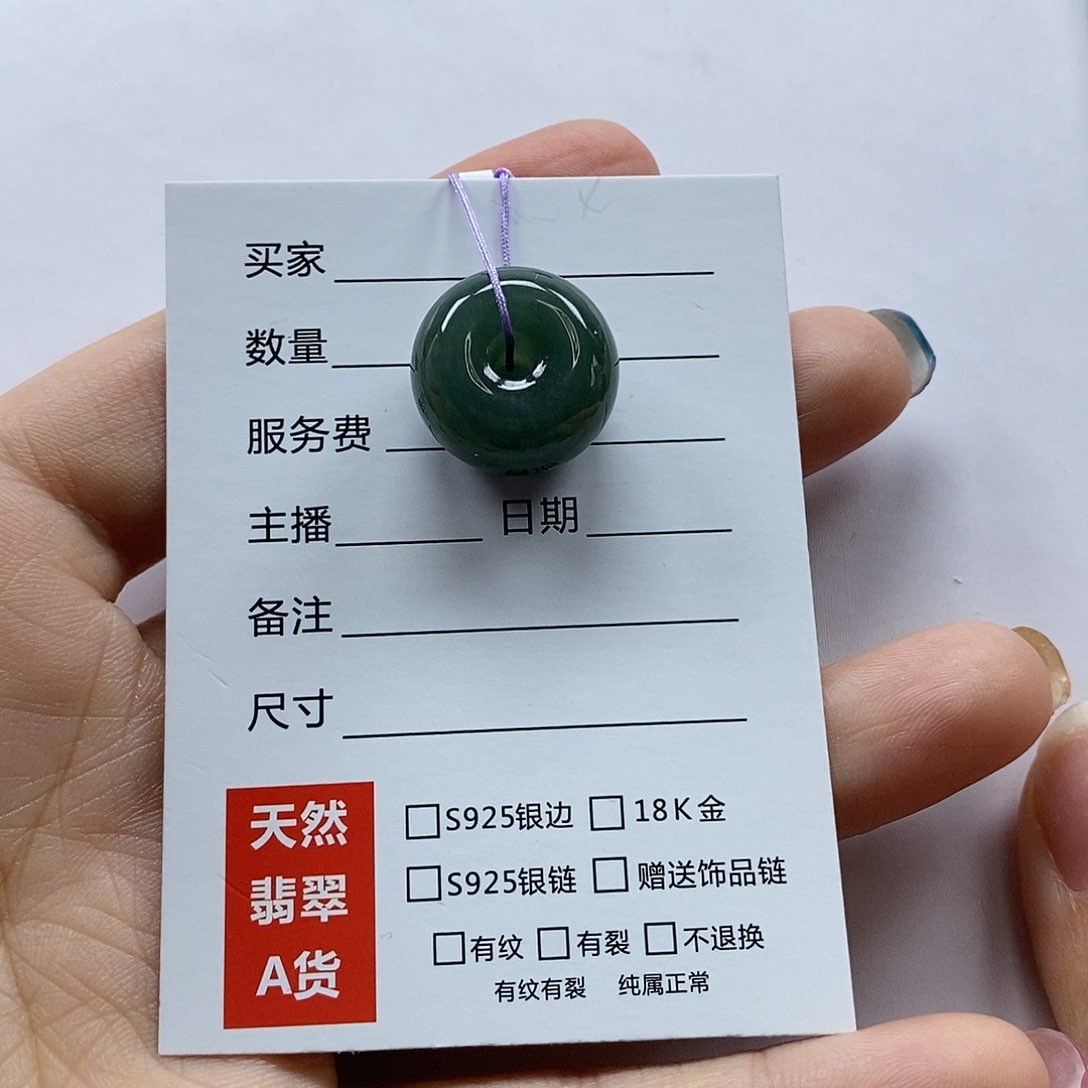 买家
数量
服务费
主播 日期
备注
尺寸
天然
翡翠
A货
□S925银边 □18K金
□S925银链 □赠送饰品链
□有纹 □有裂 □不退换
有纹有裂 纯属正常